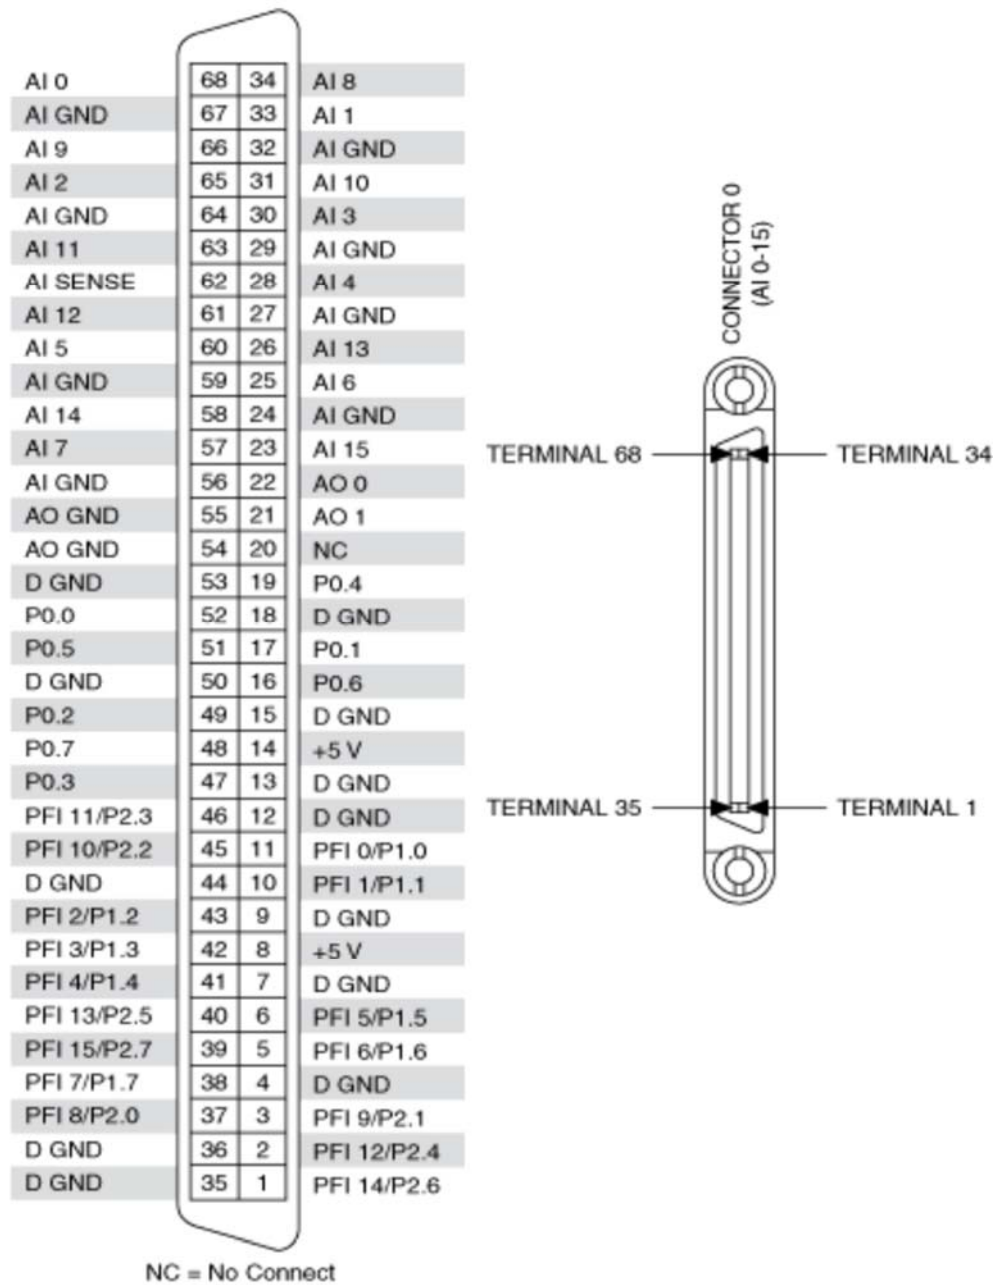 AI 0 68 34 AI 8
AI GND 67 33 AI 1
AI 9 66 32 AI GND
AI 2 65 31 AI 10
AI GND 64 30 AI 3
AI 11 63 29 AI GND
AI SENSE 62 28 AI 4
AI 12 61 27 AI GND
AI 5 60 26 AI 13
AI GND 59 25 AI 6
AI 14 58 24 AI GND
AI 7 57 23 AI 15
AI GND 56 22 AO 0
AO GND 55 21 AO 1
AO GND 54 20 NC
D GND 53 19 P0.4
P0.0 52 18 D GND
P0.5 51 17 P0.1
D GND 50 16 P0.6
P0.2 49 15 D GND
P0.7 48 14 +5 V
P0.3 47 13 D GND
PFI 11/P2.3 46 12 D GND
PFI 10/P2.2 45 11 PFI 0/P1.0
D GND 44 10 PFI 1/P1.1
PFI 2/P1.2 43 9 D GND
PFI 3/P1.3 42 8 +5 V
PFI 4/P1.4 41 7 D GND
PFI 13/P2.5 40 6 PFI 5/P1.5
PFI 15/P2.7 39 5 PFI 6/P1.6
PFI 7/P1.7 38 4 D GND
PFI 8/P2.0 37 3 PFI 9/P2.1
D GND 36 2 PFI 12/P2.4
D GND 35 1 PFI 14/P2.6
NC = No Connect
CONNECTOR 0
(AI 0-15)
TERMINAL 68 TERMINAL 34
TERMINAL 35 TERMINAL 1